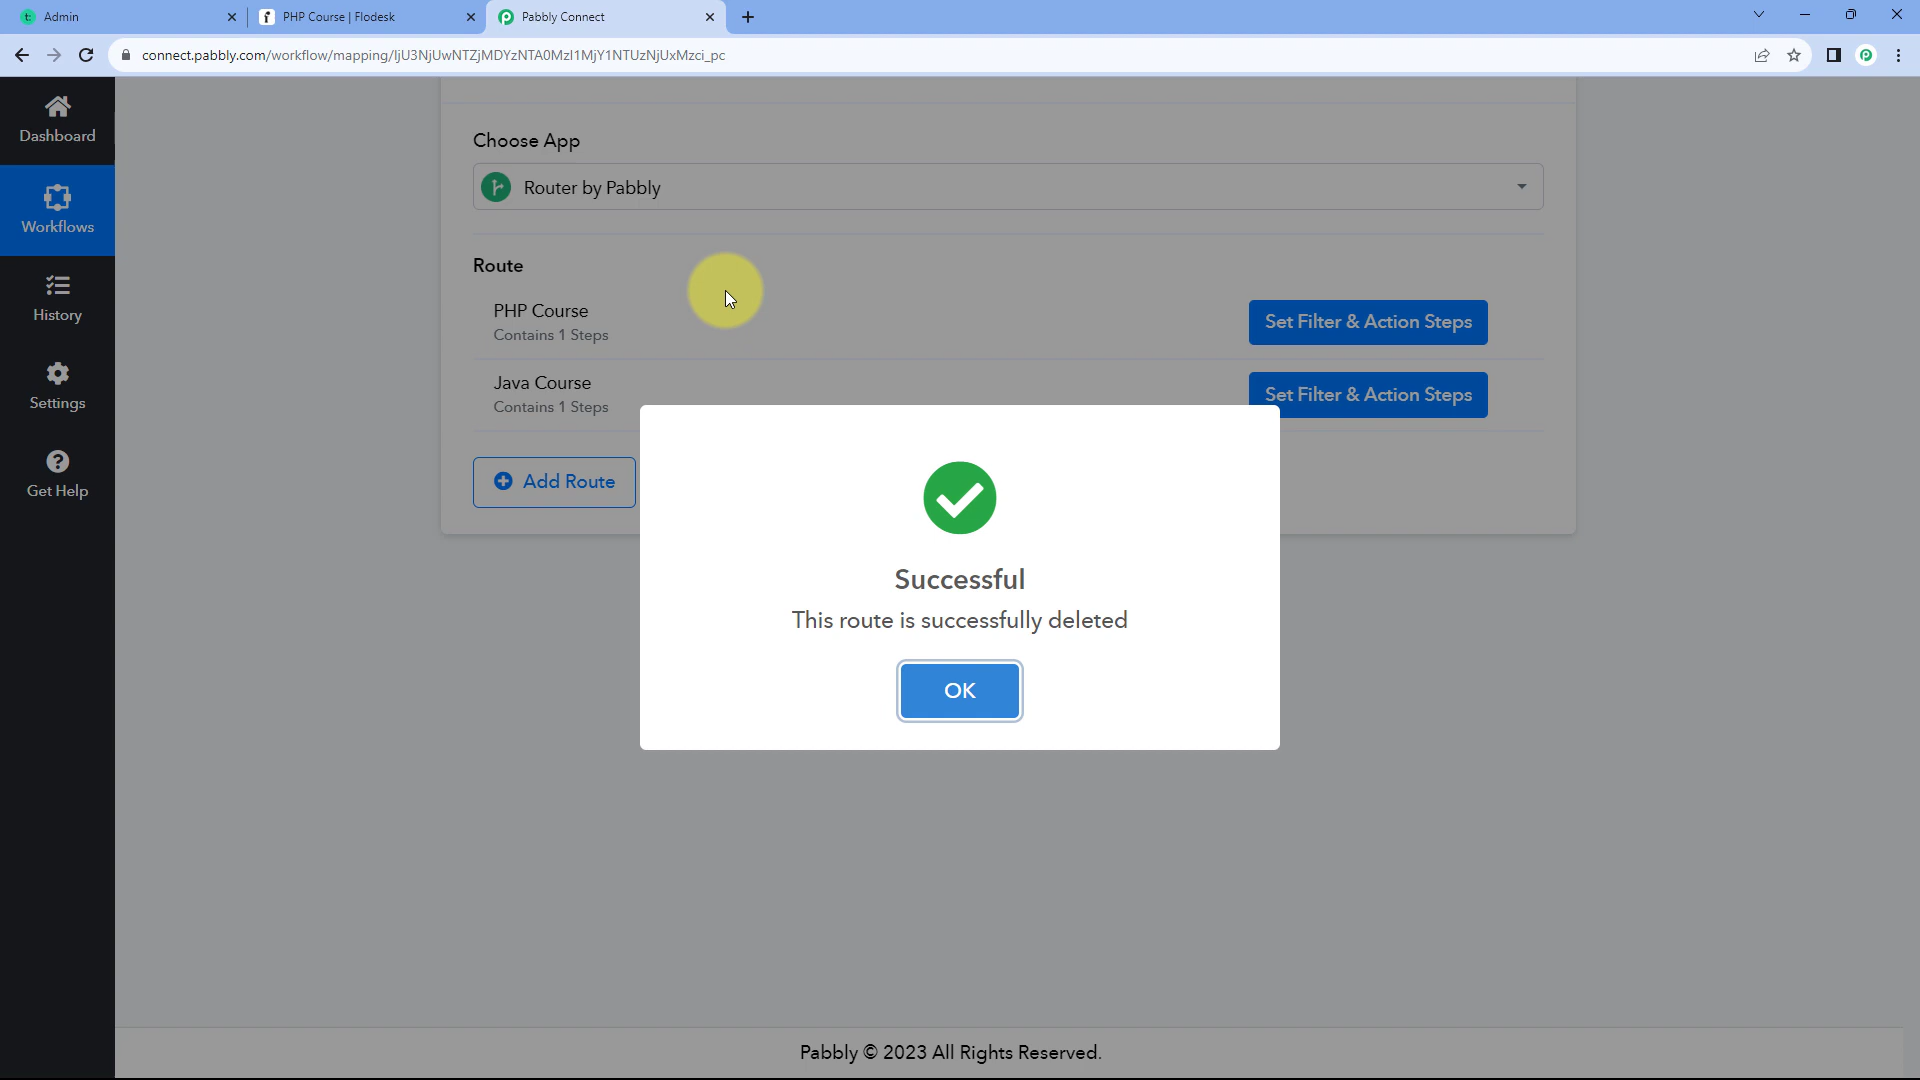 Admin
PHP Course | Flodesk
Pabbly Connect
connect.pabbly.com/workflow/mapping/IjU3NjUwNTZjMDYzNTA0MzI1MjY1NTUzNjUxMzci_pc
Dashboard
Workflows
History
Settings
Get Help
Choose App
Router by Pabbly
Route
PHP Course
Contains 1 Steps
Set Filter & Action Steps
Java Course
Contains 1 Steps
Set Filter & Action Steps
Add Route
Successful
This route is successfully deleted
OK
Pabbly © 2023 All Rights Reserved.